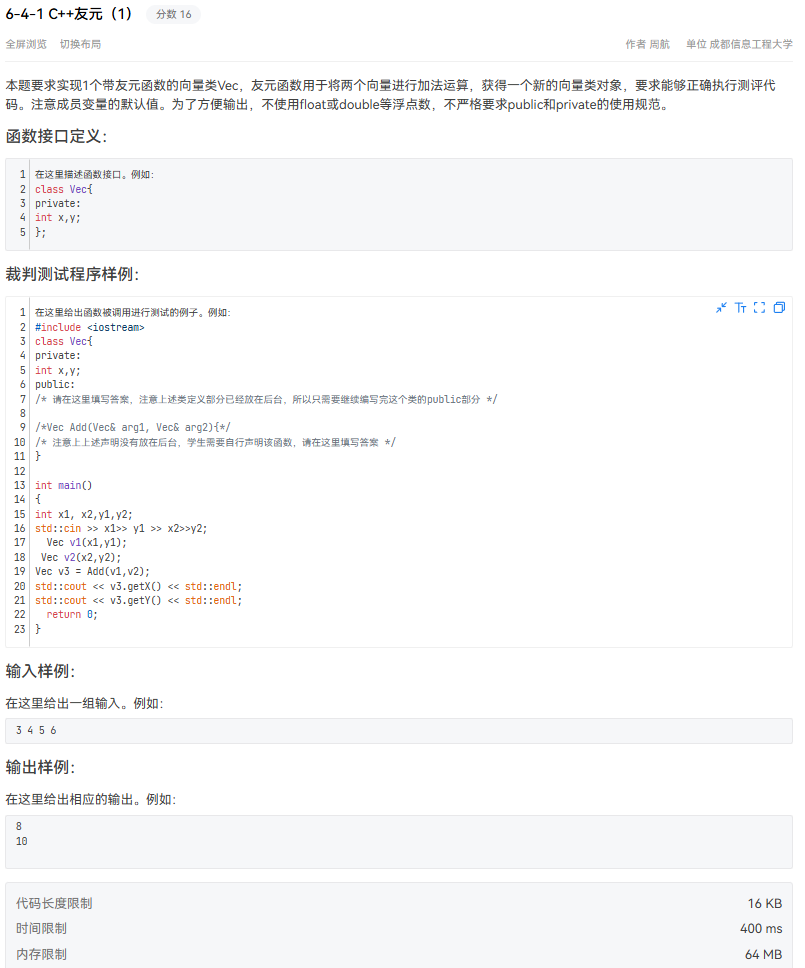 6-4-1 C++友元（1） 分数 16
全屏浏览 切换布局 作者 周航 单位 成都信息工程大学
本题要求实现1个带友元函数的向量类Vec，友元函数用于将两个向量进行加法运算，获得一个新的向量类对象，要求能够正确执行测评代
码。注意成员变量的默认值。为了方便输出，不使用float或double等浮点数，不严格要求public和private的使用规范。
函数接口定义：
1 在这里描述函数接口。例如：
2 class Vec{
3 private:
4 int x,y;
5 };
裁判测试程序样例：
1 在这里给出函数被调用进行测试的例子。例如：
2 #include <iostream>
3 class Vec{
4 private:
5 int x,y;
6 public:
7 /* 请在这里填写答案，注意上述类定义部分已经放在后台，所以只需要继续编写完这个类的public部分 */
8
9 /*Vec Add(Vec& arg1, Vec& arg2){*/
10 /* 注意上上述声明没有放在后台，学生需要自行声明该函数，请在这里填写答案 */
11 }
12
13 int main()
14 {
15 int x1, x2,y1,y2;
16 std::cin >> x1>> y1 >> x2>>y2;
17   Vec v1(x1,y1);
18  Vec v2(x2,y2);
19 Vec v3 = Add(v1,v2);
20 std::cout << v3.getX() << std::endl;
21 std::cout << v3.getY() << std::endl;
22   return 0;
23 }
输入样例：
在这里给出一组输入。例如：
3 4 5 6
输出样例：
在这里给出相应的输出。例如：
8
10
代码长度限制 16 KB
时间限制 400 ms
内存限制 64 MB